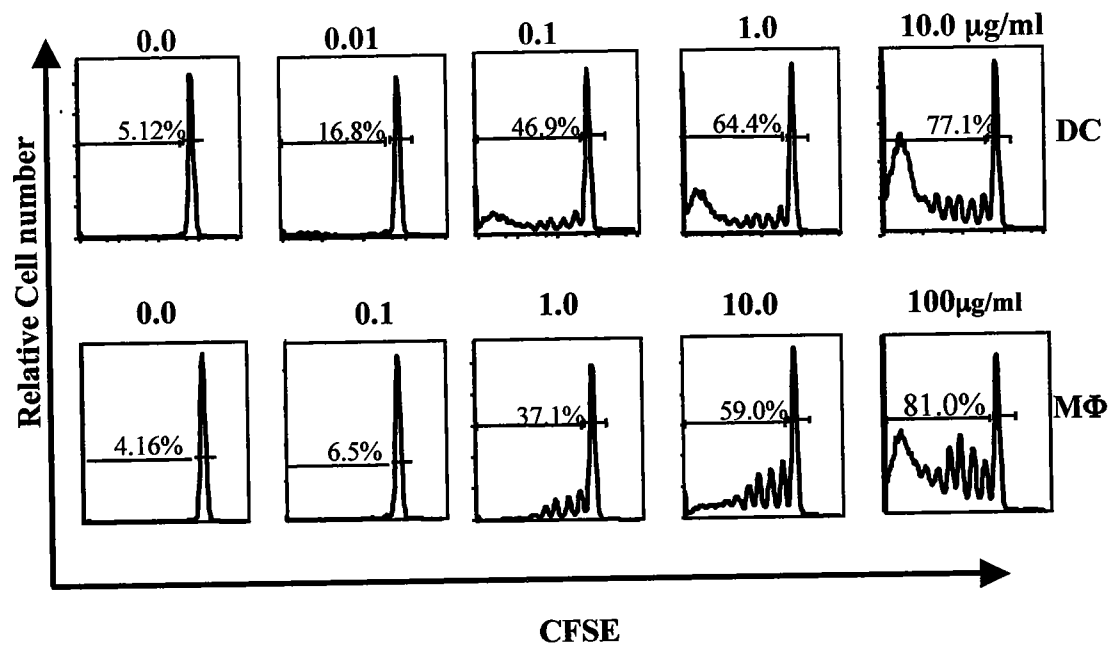 0.0 0.01 0.1 1.0 10.0 µg/ml
5.12% 16.8% 46.9% 64.4% 77.1% DC
Relative Cell number
0.0 0.1 1.0 10.0 100µg/ml
4.16% 6.5% 37.1% 59.0% 81.0% MΦ
CFSE